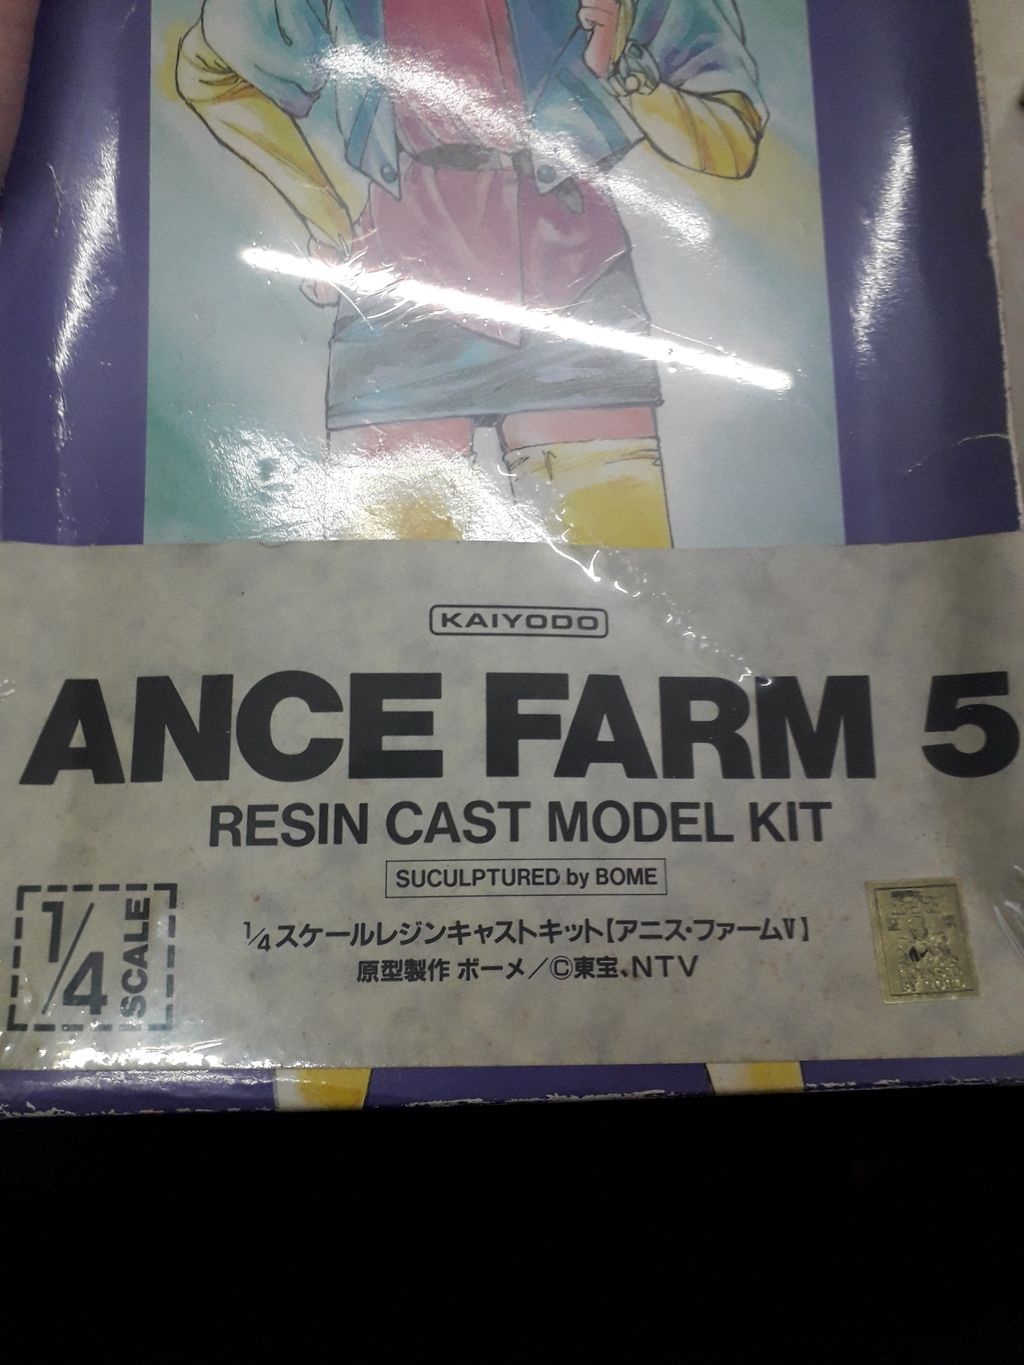 KAIYODO
ANCE FARM 5
RESIN CAST MODEL KIT
SUCULPTURED by BOME
1/4 SCALE
1/4スケールレジンキャストキット【アニス・ファームV】
原型製作 ボーメ／©東宝、NTV
BY TOHO